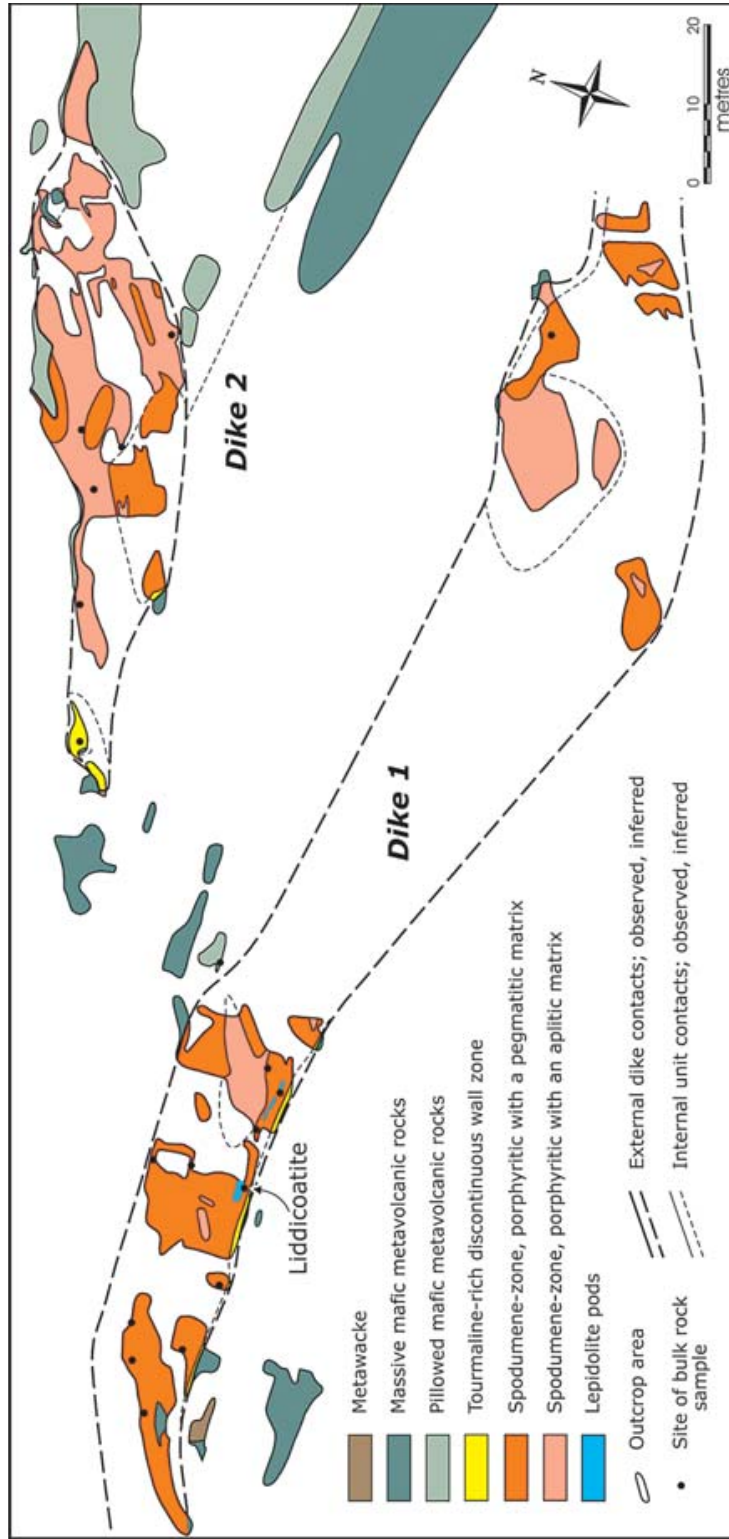 N
0 10 20
metres
Dike 2
Dike 1
Liddicoatite
Metawacke
Massive mafic metavolcanic rocks
Pillowed mafic metavolcanic rocks
Tourmaline-rich discontinuous wall zone
Spodumene-zone, porphyritic with a pegmatitic matrix
Spodumene-zone, porphyritic with an aplitic matrix
Lepidolite pods
Outcrop area
Site of bulk rock
sample
External dike contacts; observed, inferred
Internal unit contacts; observed, inferred